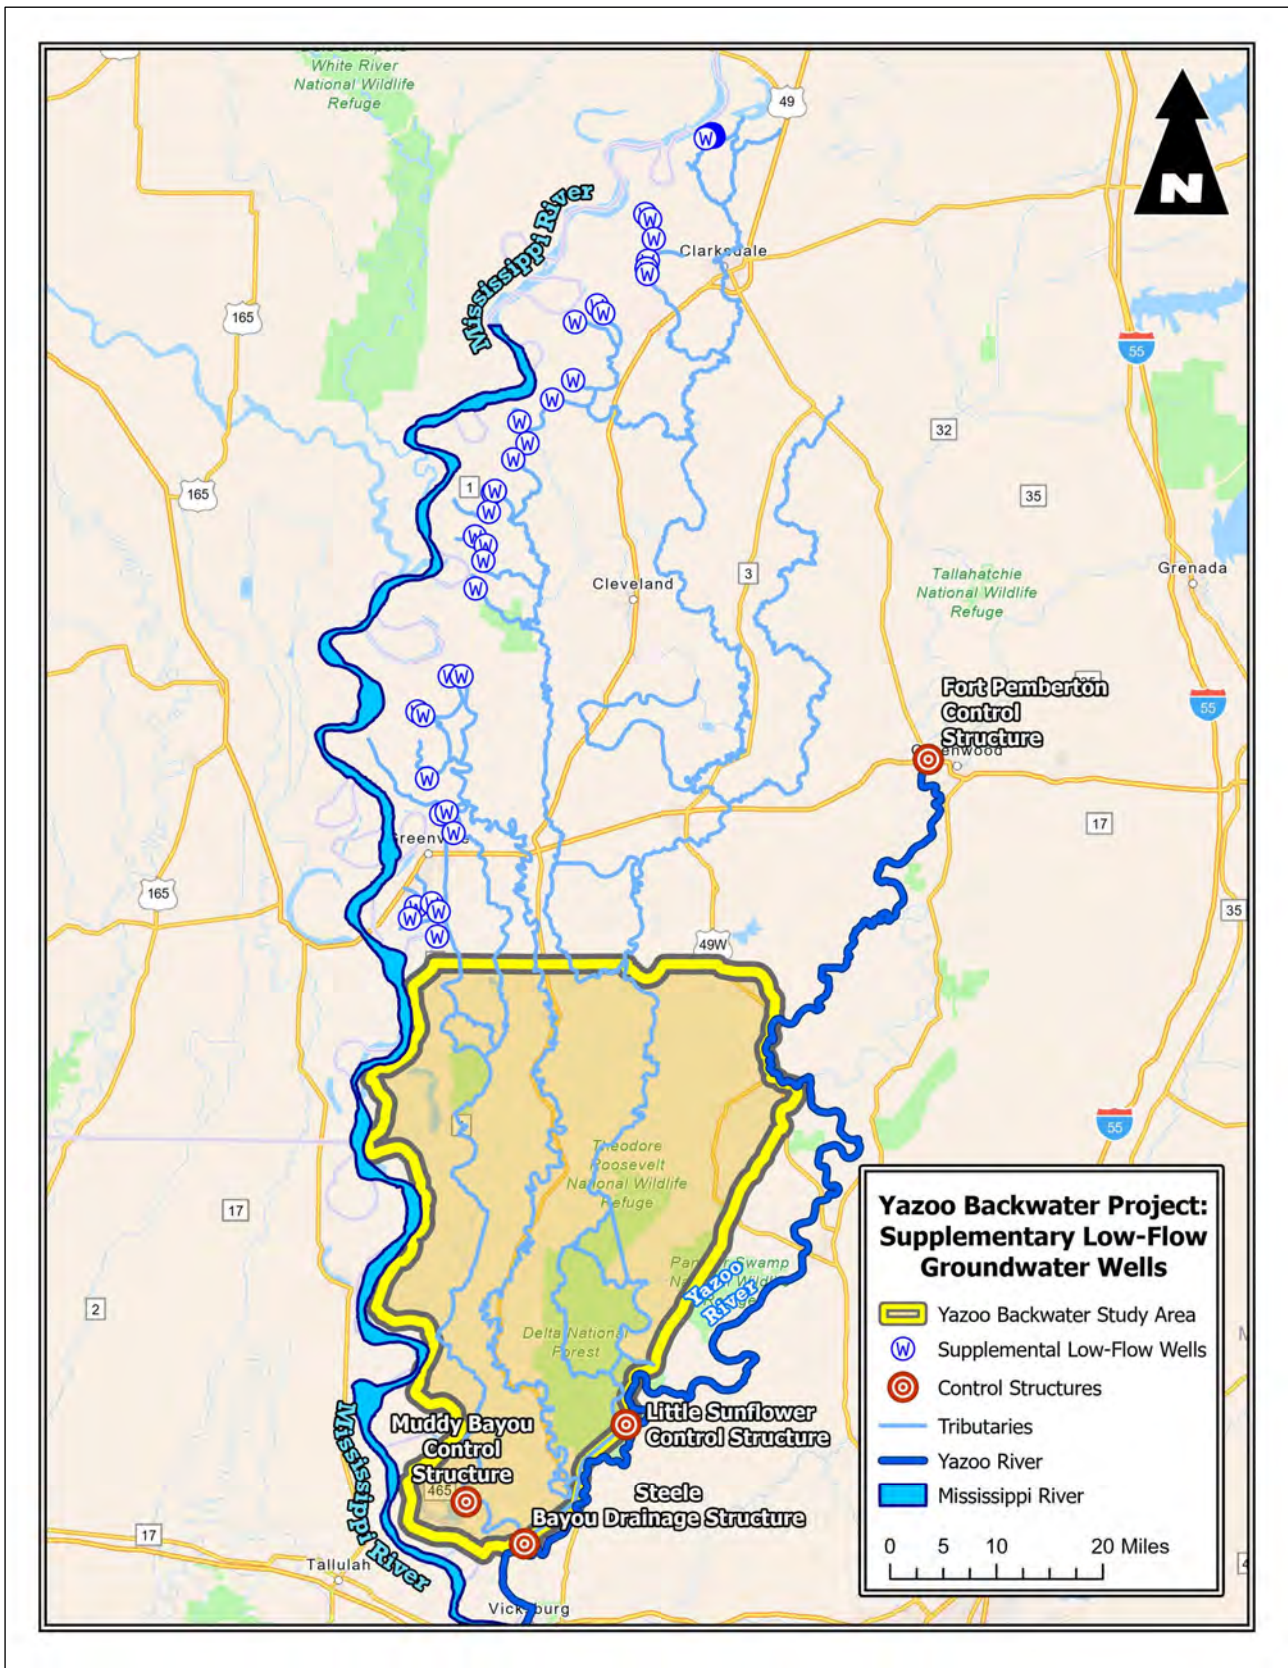 White River
National Wildlife
Refuge
49
N
Mississippi River
Clarksdale
165
55
32
1
165
35
Cleveland
3
Tallahatchie
National Wildlife
Refuge
Grenada
Fort Pemberton
Control
Structure
55
17
Greenville
165
35
49W
55
Theodore
Roosevelt
National Wildlife
Refuge
17
Yazoo
River
2
Delta National
Forest
Mississippi River
Muddy Bayou
Control
Structure
465
Little Sunflower
Control Structure
Steele
Bayou Drainage Structure
17
Tallulah
Vicksburg
Yazoo Backwater Project:
Supplementary Low-Flow
Groundwater Wells
Yazoo Backwater Study Area
W Supplemental Low-Flow Wells
Control Structures
Tributaries
Yazoo River
Mississippi River
0 5 10 20 Miles